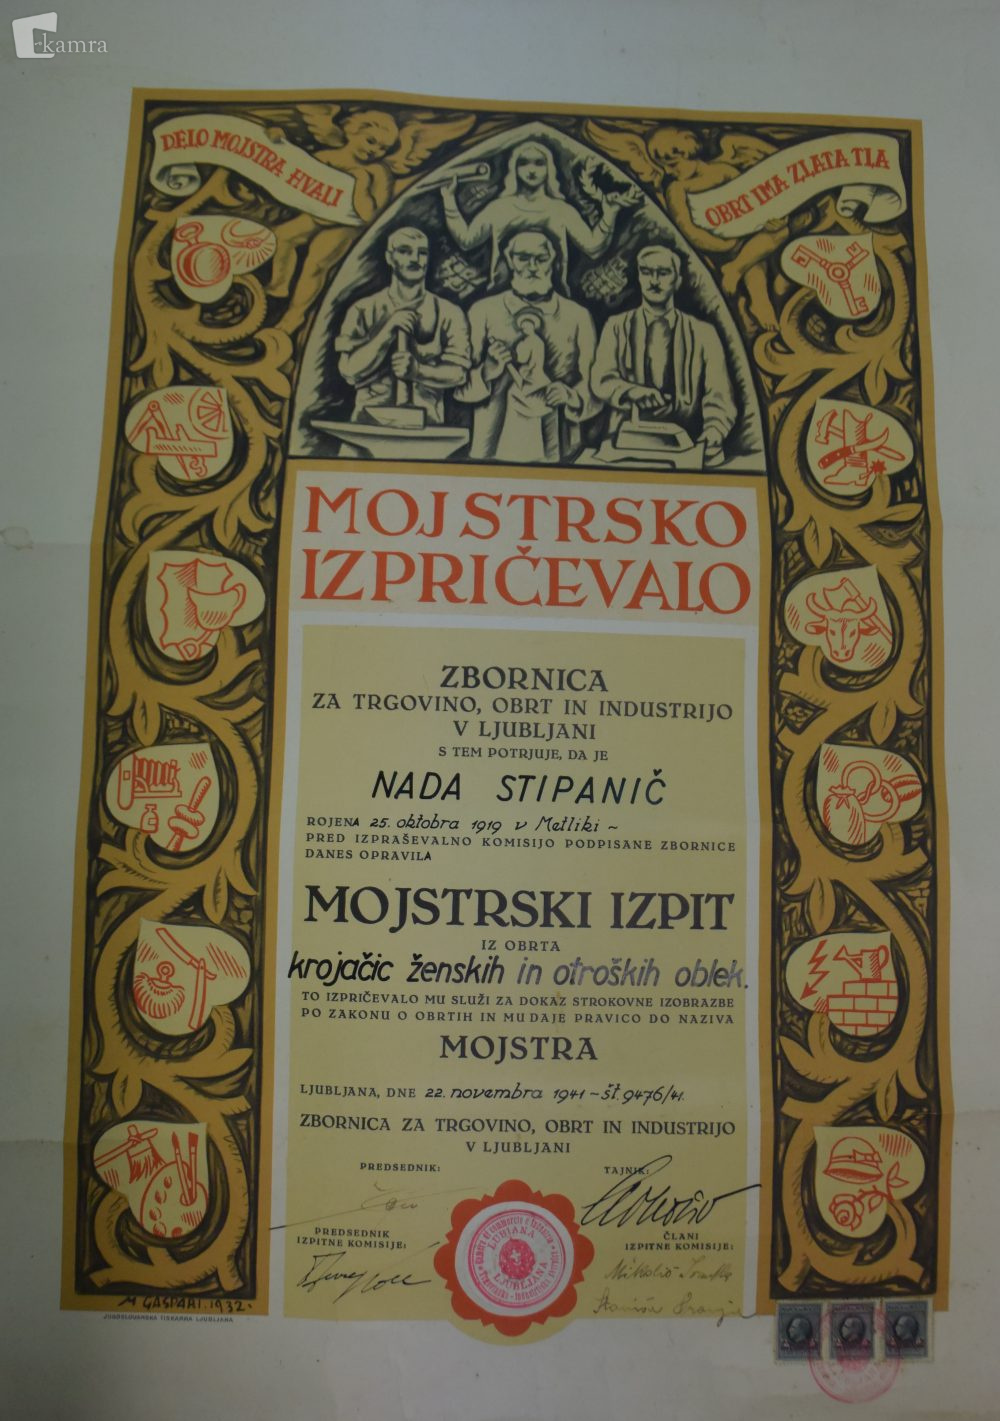 kamra
DELO MOJSTRA HVALI
OBRT IMA ZLATA TLA
MOJSTRSKO
IZPRIČEVALO
ZBORNICA
ZA TRGOVINO, OBRT IN INDUSTRIJO
V LJUBLJANI
S TEM POTRJUJE, DA JE
NADA STIPANIČ
ROJENA 25. oktobra 1919 v Metliki ~
PRED IZPRAŠEVALNO KOMISIJO PODPISANE ZBORNICE
DANES OPRAVILA
MOJSTRSKI IZPIT
IZ OBRTA
krojačic ženskih in otroških oblek.
TO IZPRIČEVALO MU SLUŽI ZA DOKAZ STROKOVNE IZOBRAZBE
PO ZAKONU O OBRTIH IN MU DAJE PRAVICO DO NAZIVA
MOJSTRA
LJUBLJANA, DNE 22. novembra 1941 ~ št. 9476/41.
ZBORNICA ZA TRGOVINO, OBRT IN INDUSTRIJO
V LJUBLJANI
PREDSEDNIK:
TAJNIK:
PREDSEDNIK
IZPITNE KOMISIJE:
ČLANI
IZPITNE KOMISIJE:
LUBIANA
LJUBLJANA
M GASPARI. 1932.
JUGOSLOVANSKA TISKARNA LJUBLJANA